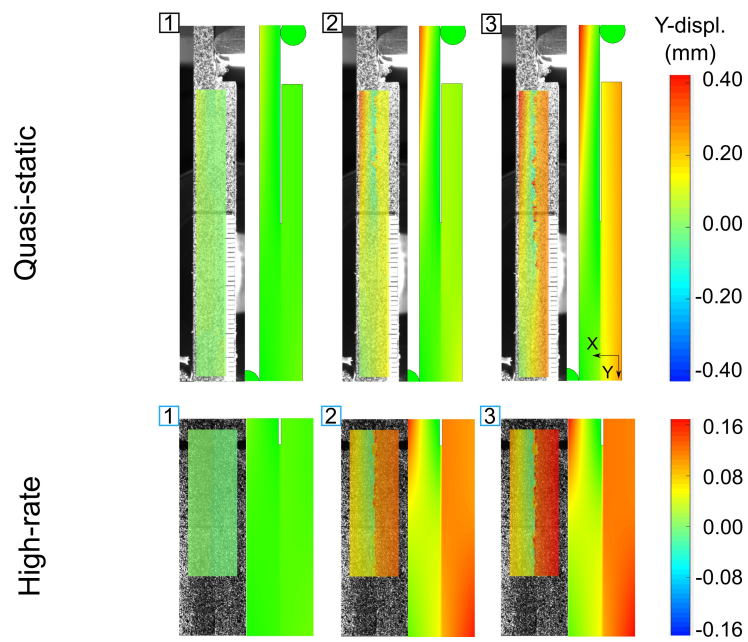 1
2
3
Y-displ.
(mm)
Quasi-static
0.40
0.20
0.00
-0.20
-0.40
X
Y
1
2
3
High-rate
0.16
0.08
0.00
-0.08
-0.16